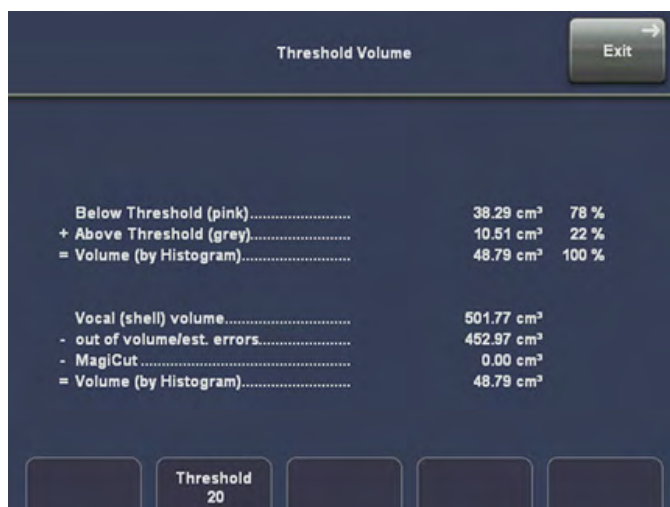 Threshold Volume
Exit
Below Threshold (pink)........................ 38.29 cm³ 78 %
+ Above Threshold (grey)........................ 10.51 cm³ 22 %
= Volume (by Histogram)........................ 48.79 cm³ 100 %
Vocal (shell) volume............................ 501.77 cm³
- out of volume/est. errors..................... 452.97 cm³
- MagiCut............................................... 0.00 cm³
= Volume (by Histogram)........................ 48.79 cm³
Threshold
20